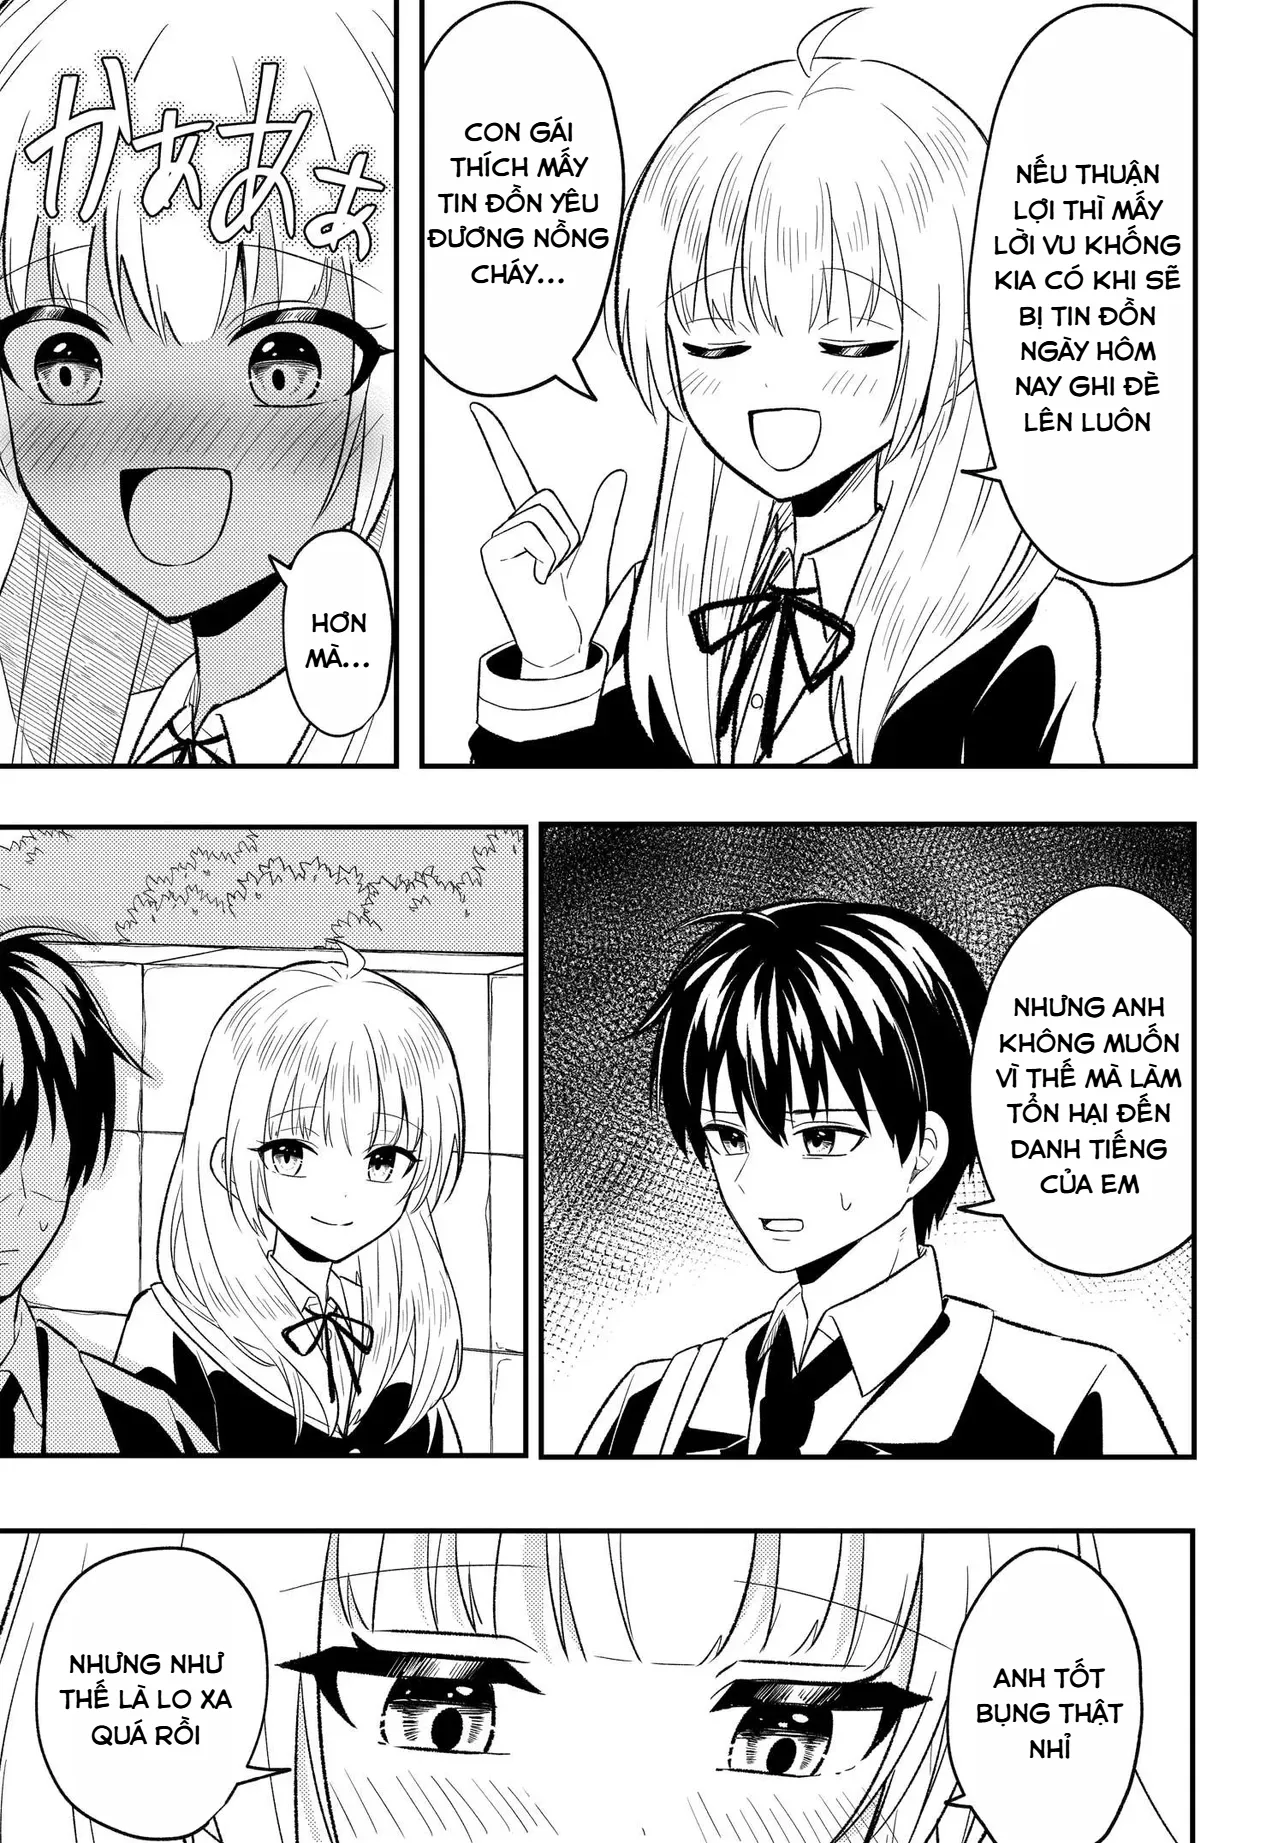 NẾU THUẬN
LỢI THÌ MẤY
LỜI VU KHỐNG
KIA CÓ KHI SẼ
BỊ TIN ĐỒN
NGÀY HÔM
NAY GHI ĐÈ
LÊN LUÔN
CON GÁI
THÍCH MẤY
TIN ĐỒN YÊU
ĐƯƠNG NỒNG
CHÁY...
かぁあぁ
HƠN
MÀ...
NHƯNG ANH
KHÔNG MUỐN
VÌ THẾ MÀ LÀM
TỔN HẠI ĐẾN
DANH TIẾNG
CỦA EM
ANH TỐT
BỤNG THẬT
NHỈ
NHƯNG NHƯ
THẾ LÀ LO XA
QUÁ RỒI